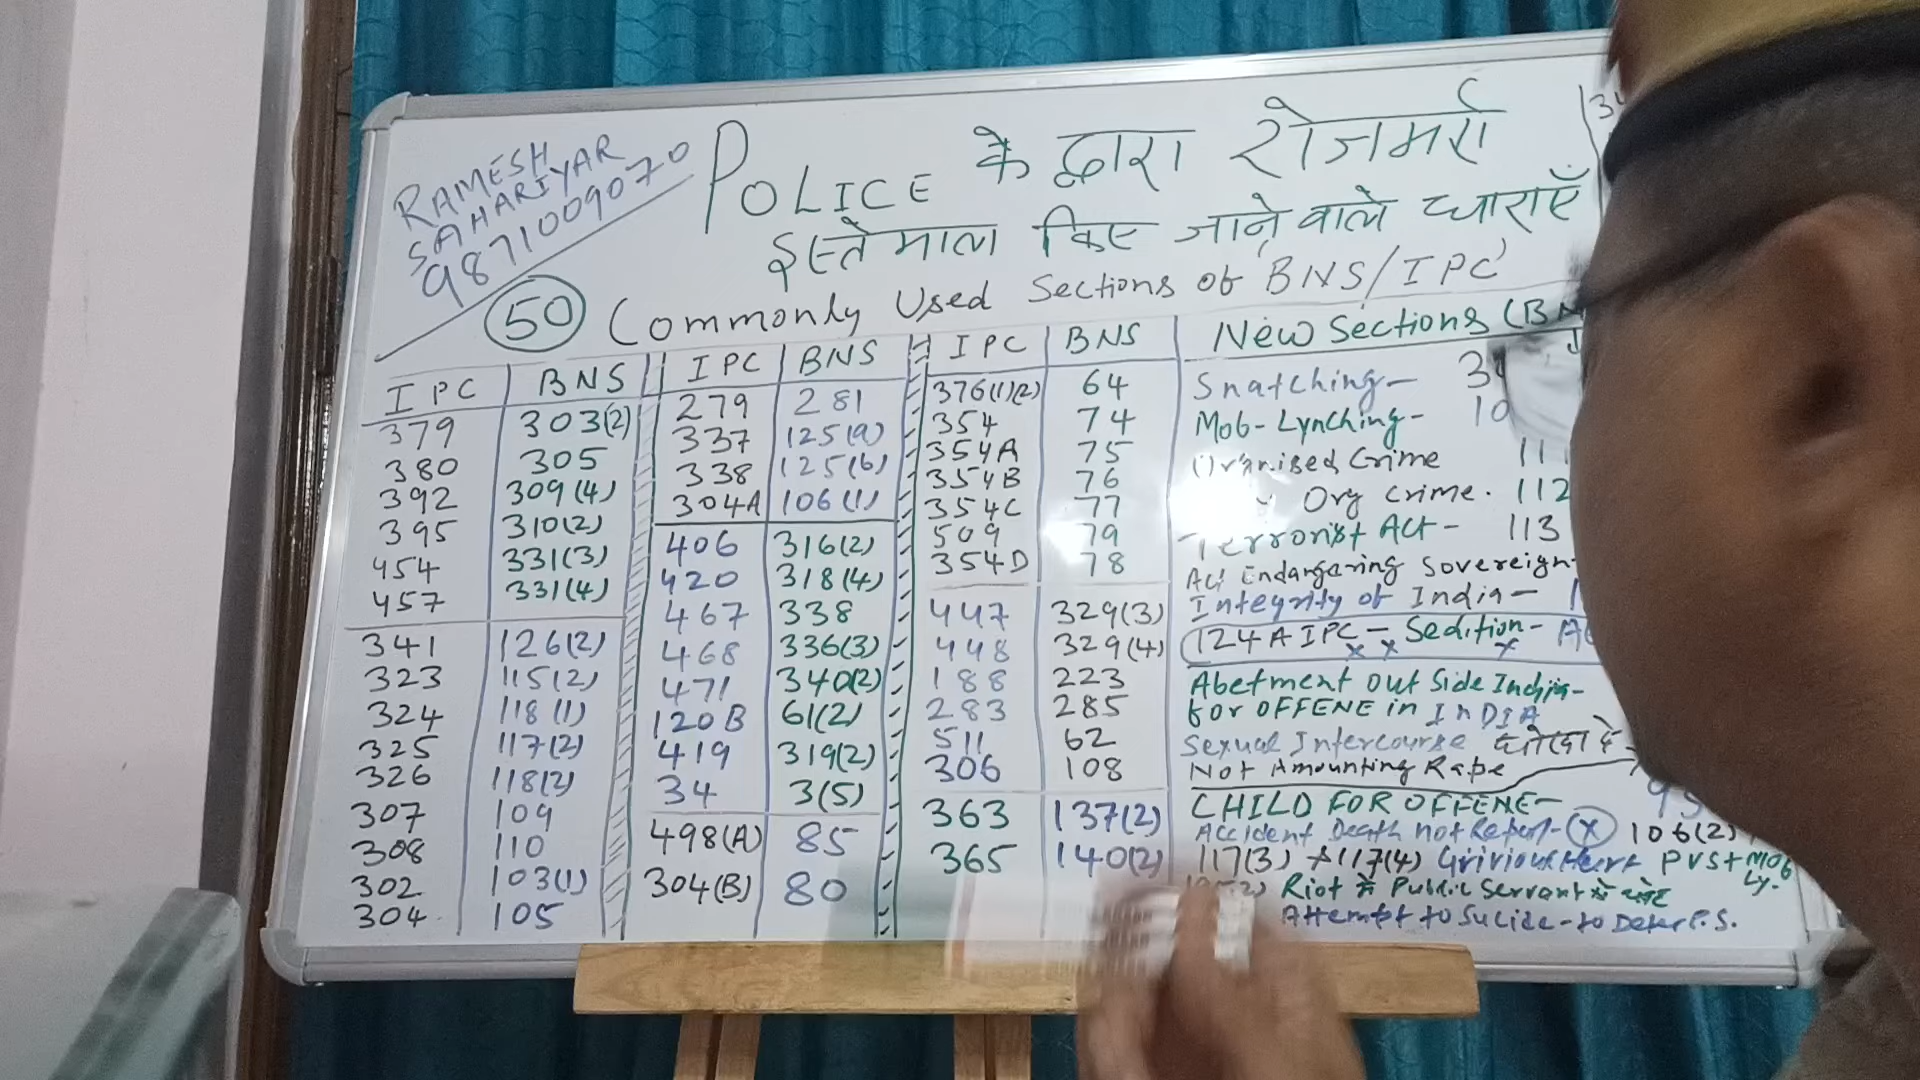 RAMESH
SAHARIYAR
9871009070
POLICE के द्वारा रोजमर्रा
इस्तेमाल किए जाने वाले धाराएँ
50 Commonly Used Sections of BNS/IPC
IPC BNS
379 303(2)
380 305
392 309(4)
395 310(2)
454 331(3)
457 331(4)
341 126(2)
323 115(2)
324 118(1)
325 117(2)
326 118(2)
307 109
308 110
302 103(1)
304 105
IPC BNS
279 281
337 125(a)
338 125(b)
304A 106(1)
406 316(2)
420 318(4)
467 338
468 336(3)
471 340(2)
120B 61(2)
419 319(2)
34 3(5)
498(A) 85
304(B) 80
IPC BNS
376(1)(2) 64
354 74
354A 75
354B 76
354C 77
509 79
354D 78
447 329(3)
448 329(4)
188 223
283 285
511 62
306 108
363 137(2)
365 140(2)
New Sections
Snatching-
Mob-Lynching-
Organised Crime
Org Crime. 112
Terrorist Act- 113
Act Endangering Sovereign-
Integrity of India-
124A IPC - Sedition-
Abetment out Side India-
for OFFENE in INDIA
Sexual Intercourse
Not Amounting Rape
CHILD FOR OFFENE-
Accident Death not Report- 106(2)
117(3) 117(4)
Riot Public Servant
Attempt to Sucide-to Deter P.S.